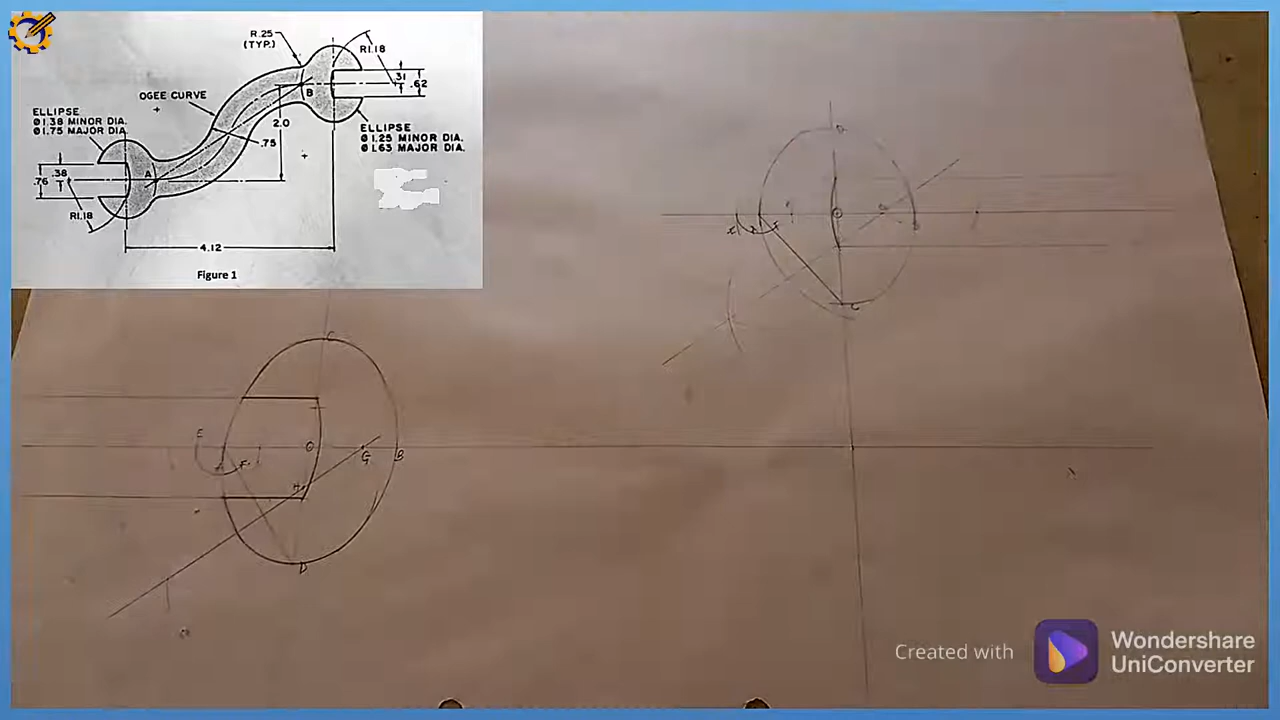 R.25
(TYP.)
R1.18
.31
.62
B
OGEE CURVE
ELLIPSE
Ø1.38 MINOR DIA.
Ø1.75 MAJOR DIA.
2.0
.75
ELLIPSE
Ø1.25 MINOR DIA.
Ø1.63 MAJOR DIA.
A
.76
.38
R1.18
4.12
Figure 1
C
E
F
O
G
B
H
D
O
C
Created with
Wondershare
UniConverter